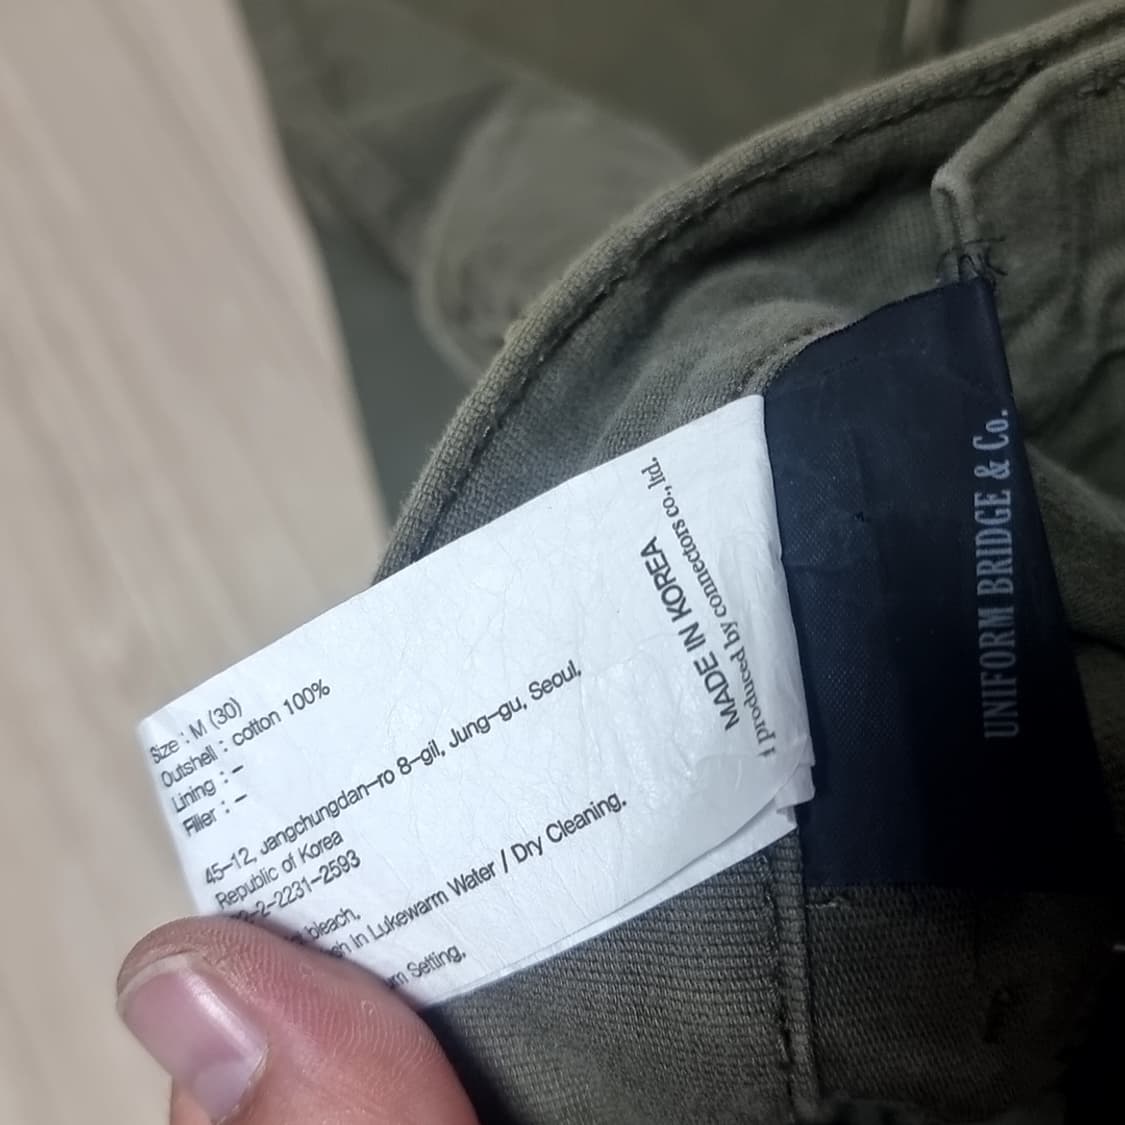 Size : M (30)
Outshell : cotton 100%
Lining : -
Filler : -
45-12, Jangchungdan-ro 8-gil, Jung-gu, Seoul,
Republic of Korea
-2-2231-2593
bleach,
in Lukewarm Water / Dry Cleaning.
Setting.
MADE IN KOREA
produced by connectors co., ltd.
UNIFORM BRIDGE & Co.